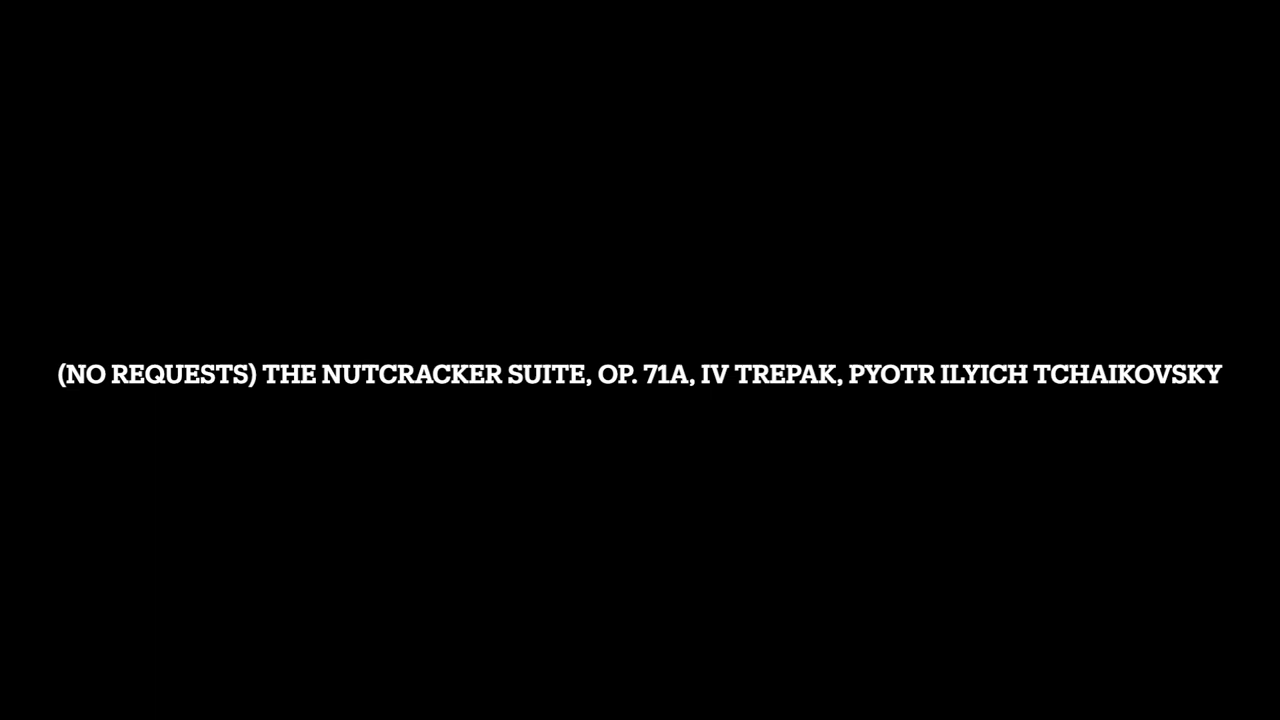 (NO REQUESTS) THE NUTCRACKER SUITE, OP. 71A, IV TREPAK, PYOTR ILYICH TCHAIKOVSKY